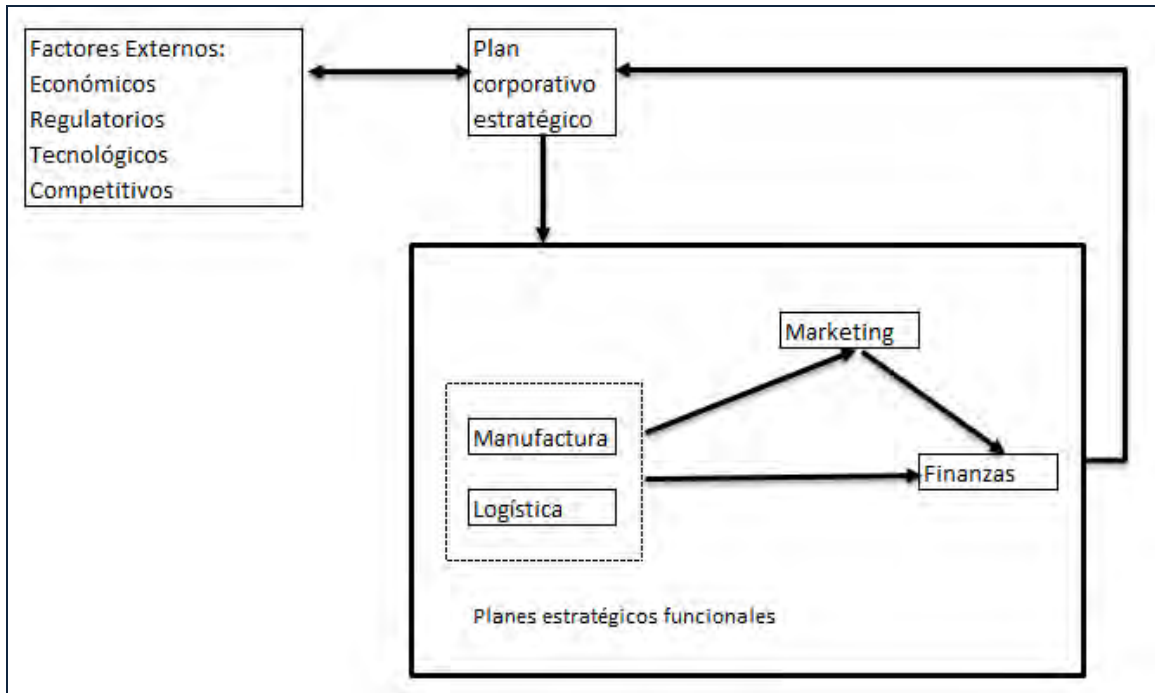 Factores Externos:
Económicos
Regulatorios
Tecnológicos
Competitivos
Plan
corporativo
estratégico
Marketing
Manufactura
Finanzas
Logística
Planes estratégicos funcionales